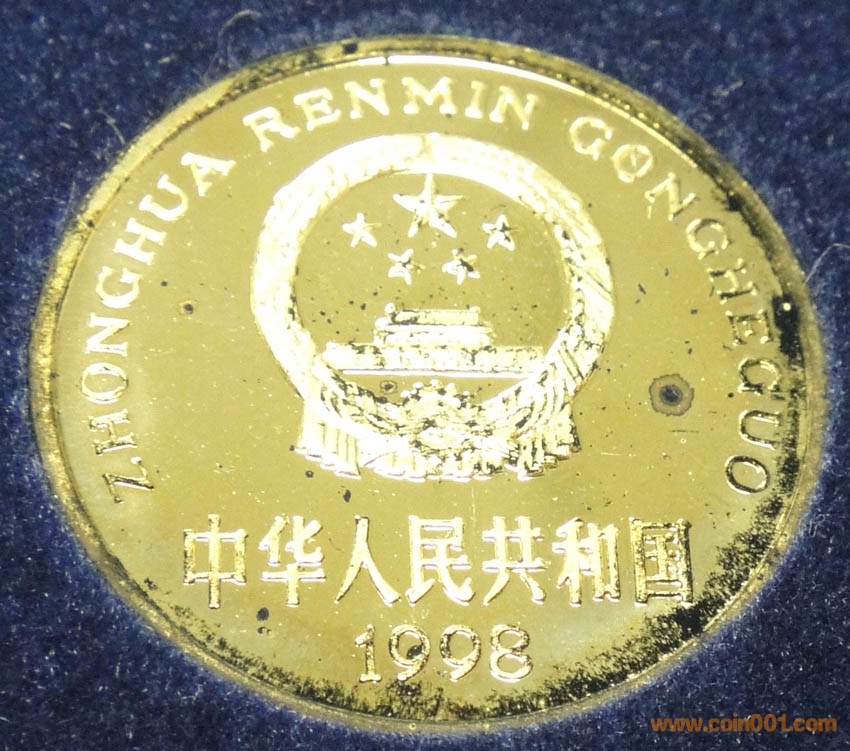 ZHONGHUA RENMIN GONGHEGUO
中华人民共和国
1998
www.coin001.com